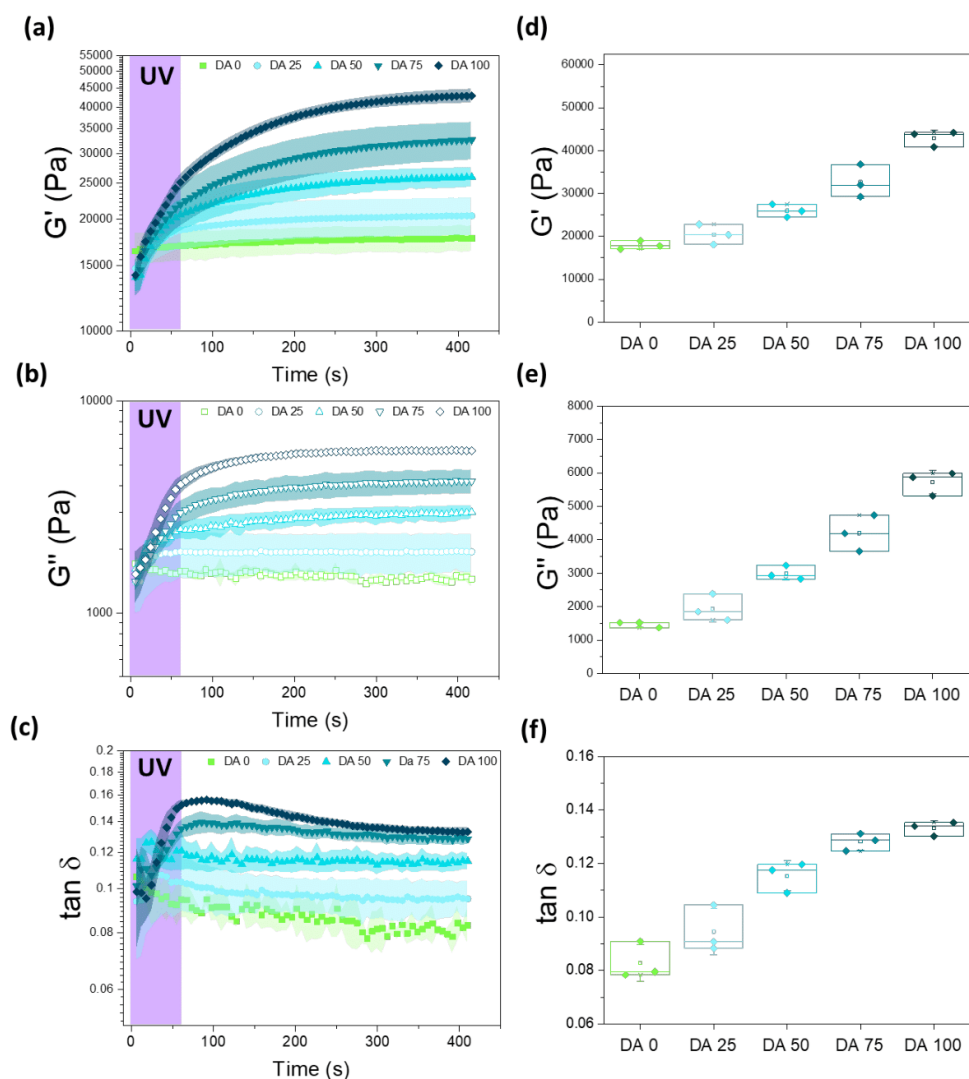 (a)
UV
DA 0 DA 25 DA 50 DA 75 DA 100
55000
50000
45000
40000
35000
30000
25000
20000
15000
10000
G' (Pa)
0 100 200 300 400
Time (s)
(d)
60000
50000
40000
30000
20000
10000
0
G' (Pa)
DA 0 DA 25 DA 50 DA 75 DA 100
(b)
UV
DA 0 DA 25 DA 50 DA 75 DA 100
10000
1000
G'' (Pa)
0 100 200 300 400
Time (s)
(e)
8000
7000
6000
5000
4000
3000
2000
1000
0
G'' (Pa)
DA 0 DA 25 DA 50 DA 75 DA 100
(c)
UV
DA 0 DA 25 DA 50 Da 75 DA 100
0.2
0.16
0.14
0.12
0.1
0.08
0.06
tan δ
0 100 200 300 400
Time (s)
(f)
0.16
0.14
0.12
0.10
0.08
0.06
tan δ
DA 0 DA 25 DA 50 DA 75 DA 100